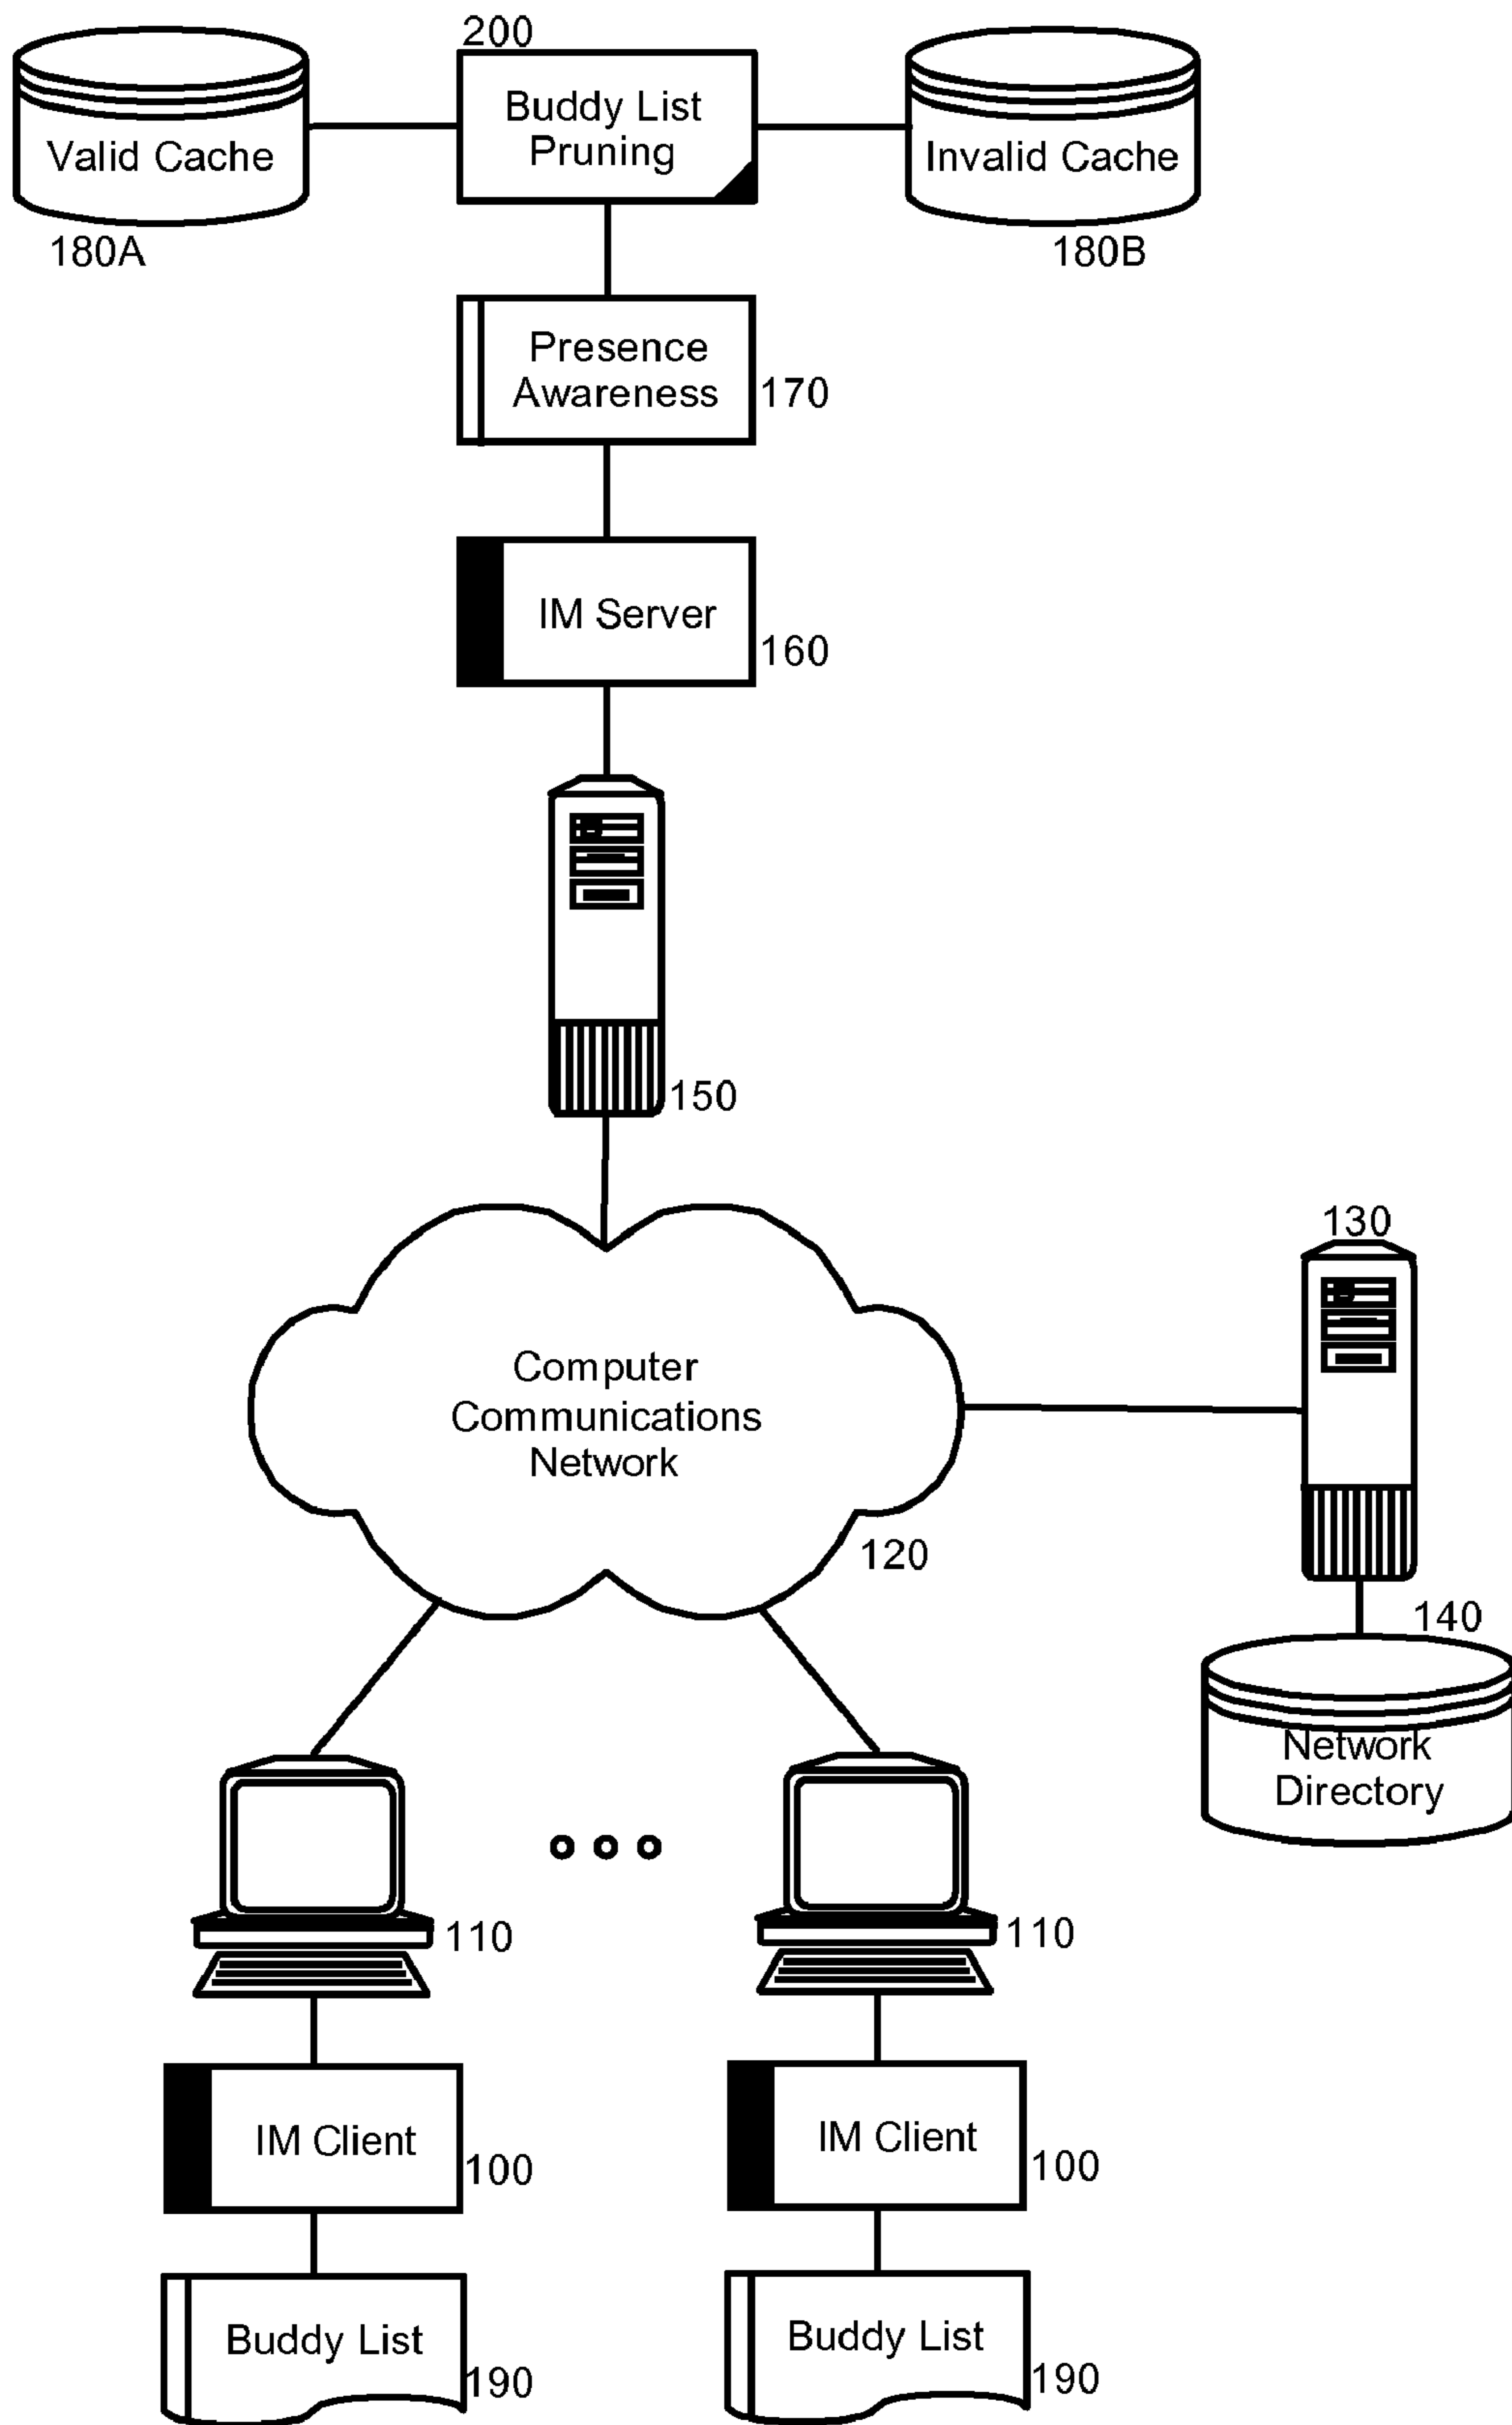 200
Buddy List
Pruning
Valid Cache
Invalid Cache
180A
180B
Presence
Awareness
170
IM Server
160
150
130
Computer
Communications
Network
120
140
Network
Directory
110
110
IM Client
100
IM Client
100
Buddy List
190
Buddy List
190